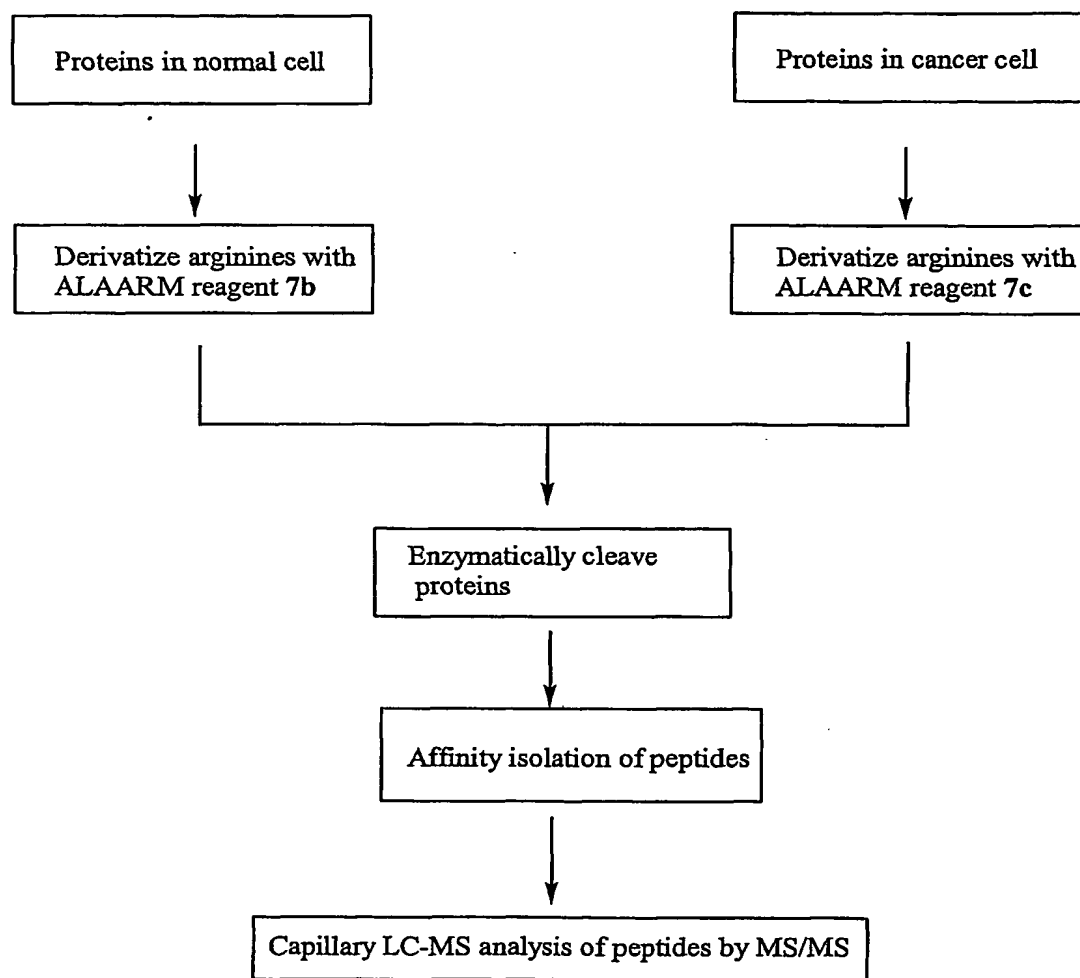 Proteins in normal cell
Proteins in cancer cell
Derivatize arginines with
ALAARM reagent 7b
Derivatize arginines with
ALAARM reagent 7c
Enzymatically cleave
proteins
Affinity isolation of peptides
Capillary LC-MS analysis of peptides by MS/MS